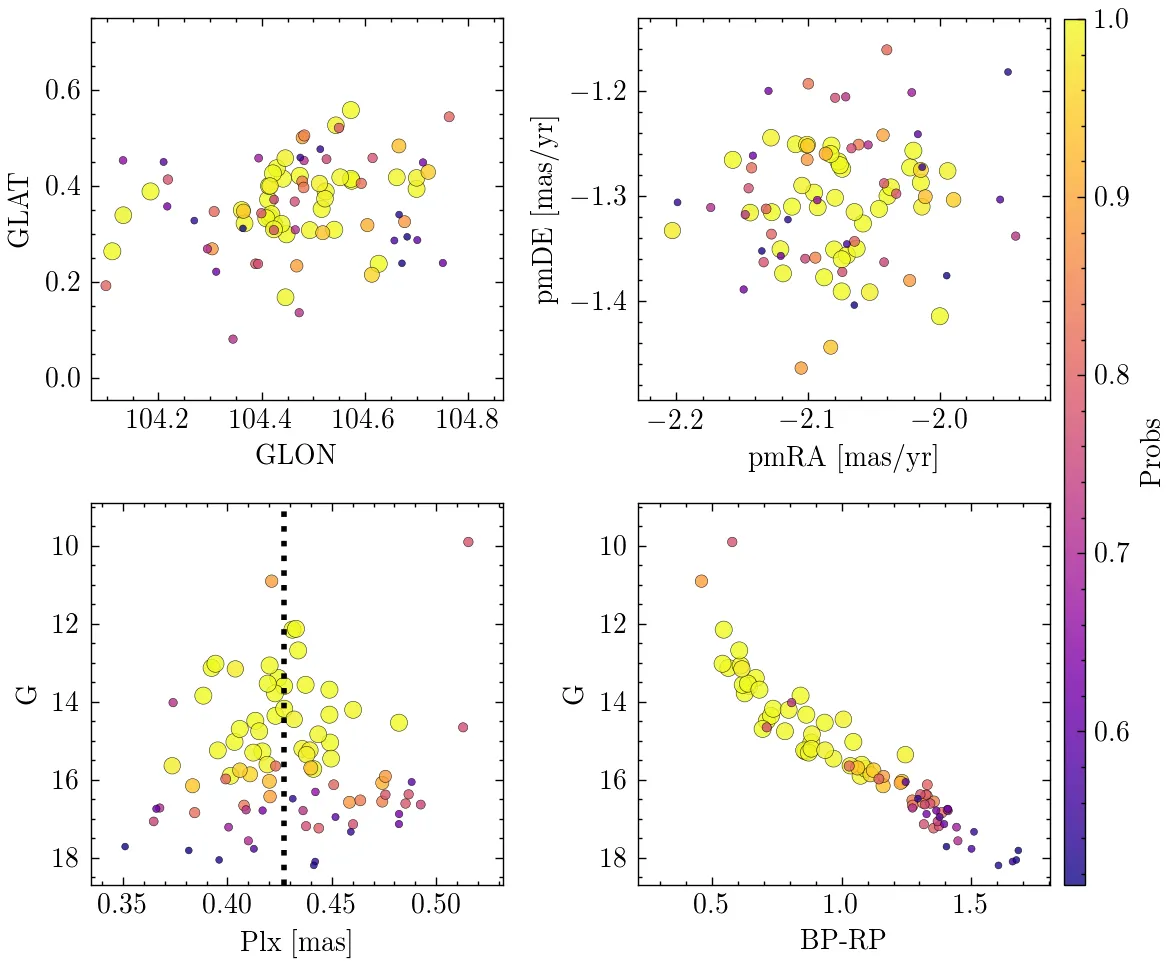 0.6
0.4
0.2
0.0
GLAT
104.2 104.4 104.6 104.8
GLON
−1.2
−1.3
−1.4
pmDE [mas/yr]
−2.2 −2.1 −2.0
pmRA [mas/yr]
10
12
14
16
18
G
0.35 0.40 0.45 0.50
Plx [mas]
10
12
14
16
18
G
0.5 1.0 1.5
BP-RP
1.0
0.9
0.8
0.7
0.6
Probs